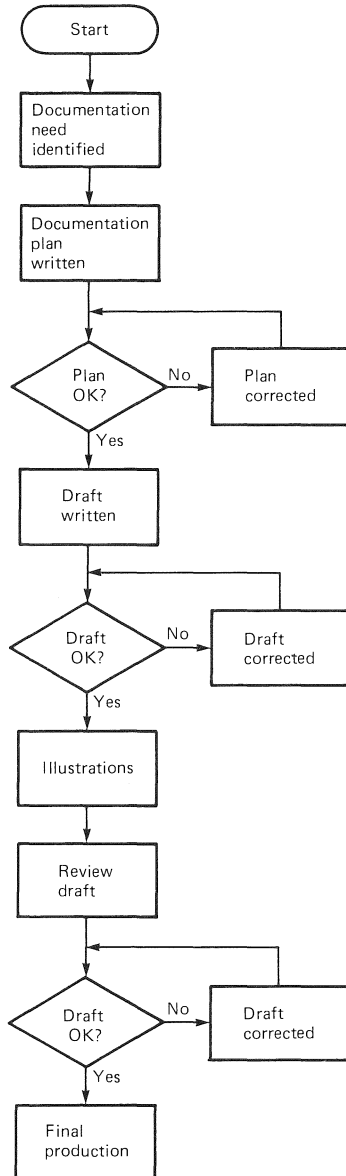 Start
Documentation
need
identified
Documentation
plan
written
Plan
OK?
No
Plan
corrected
Yes
Draft
written
Draft
OK?
No
Draft
corrected
Yes
Illustrations
Review
draft
Draft
OK?
No
Draft
corrected
Yes
Final
production